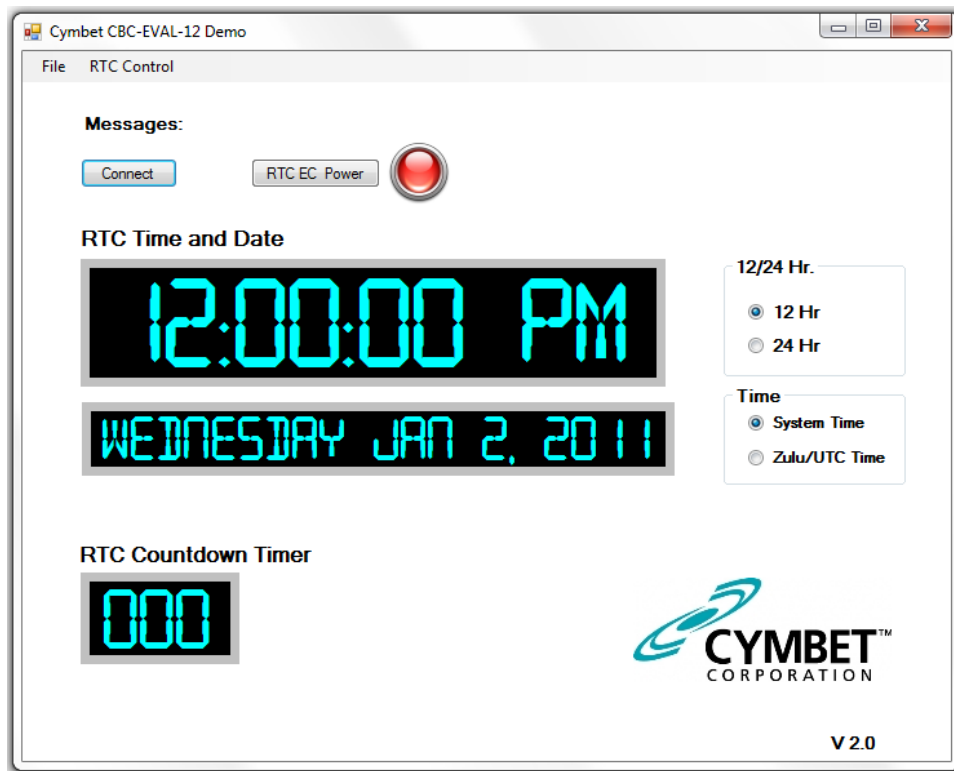 Cymbet CBC-EVAL-12 Demo
File RTC Control
Messages:
Connect RTC EC Power
RTC Time and Date
12:00:00 PM
WEDNESDAY JAN 2, 2011
12/24 Hr.
12 Hr
24 Hr
Time
System Time
Zulu/UTC Time
RTC Countdown Timer
000
CYMBET™
CORPORATION
V 2.0